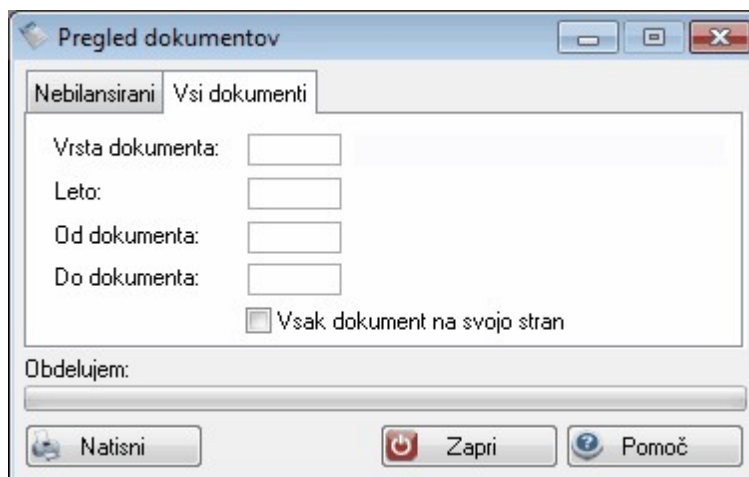 Pregled dokumentov
Nebilansirani Vsi dokumenti
Vrsta dokumenta:
Leto:
Od dokumenta:
Do dokumenta:
Vsak dokument na svojo stran
Obdelujem:
Natisni Zapri Pomoč